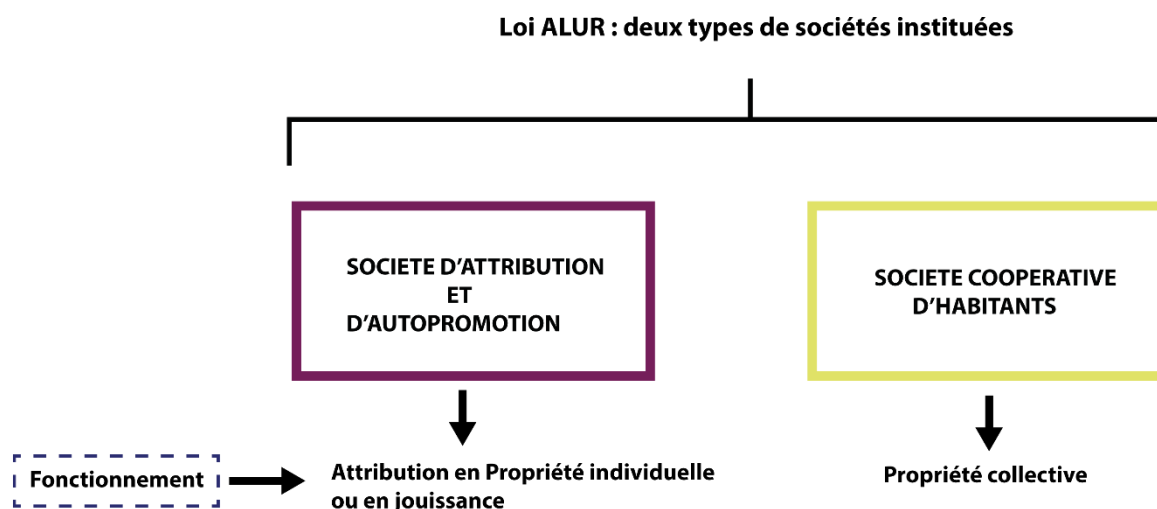 Loi ALUR : deux types de sociétés instituées
SOCIETE D'ATTRIBUTION
ET
D'AUTOPROMOTION
SOCIETE COOPERATIVE
D'HABITANTS
Fonctionnement
Attribution en Propriété individuelle
ou en jouissance
Propriété collective